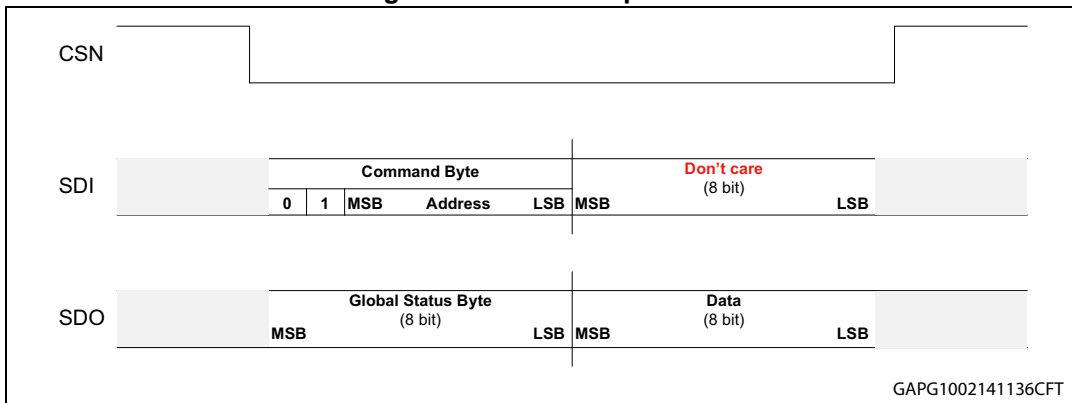 CSN
SDI
Command Byte
Don't care
(8 bit)
0 1 MSB Address LSB MSB LSB
SDO
Global Status Byte
(8 bit)
Data
(8 bit)
MSB LSB MSB LSB
GAPG1002141136CFT